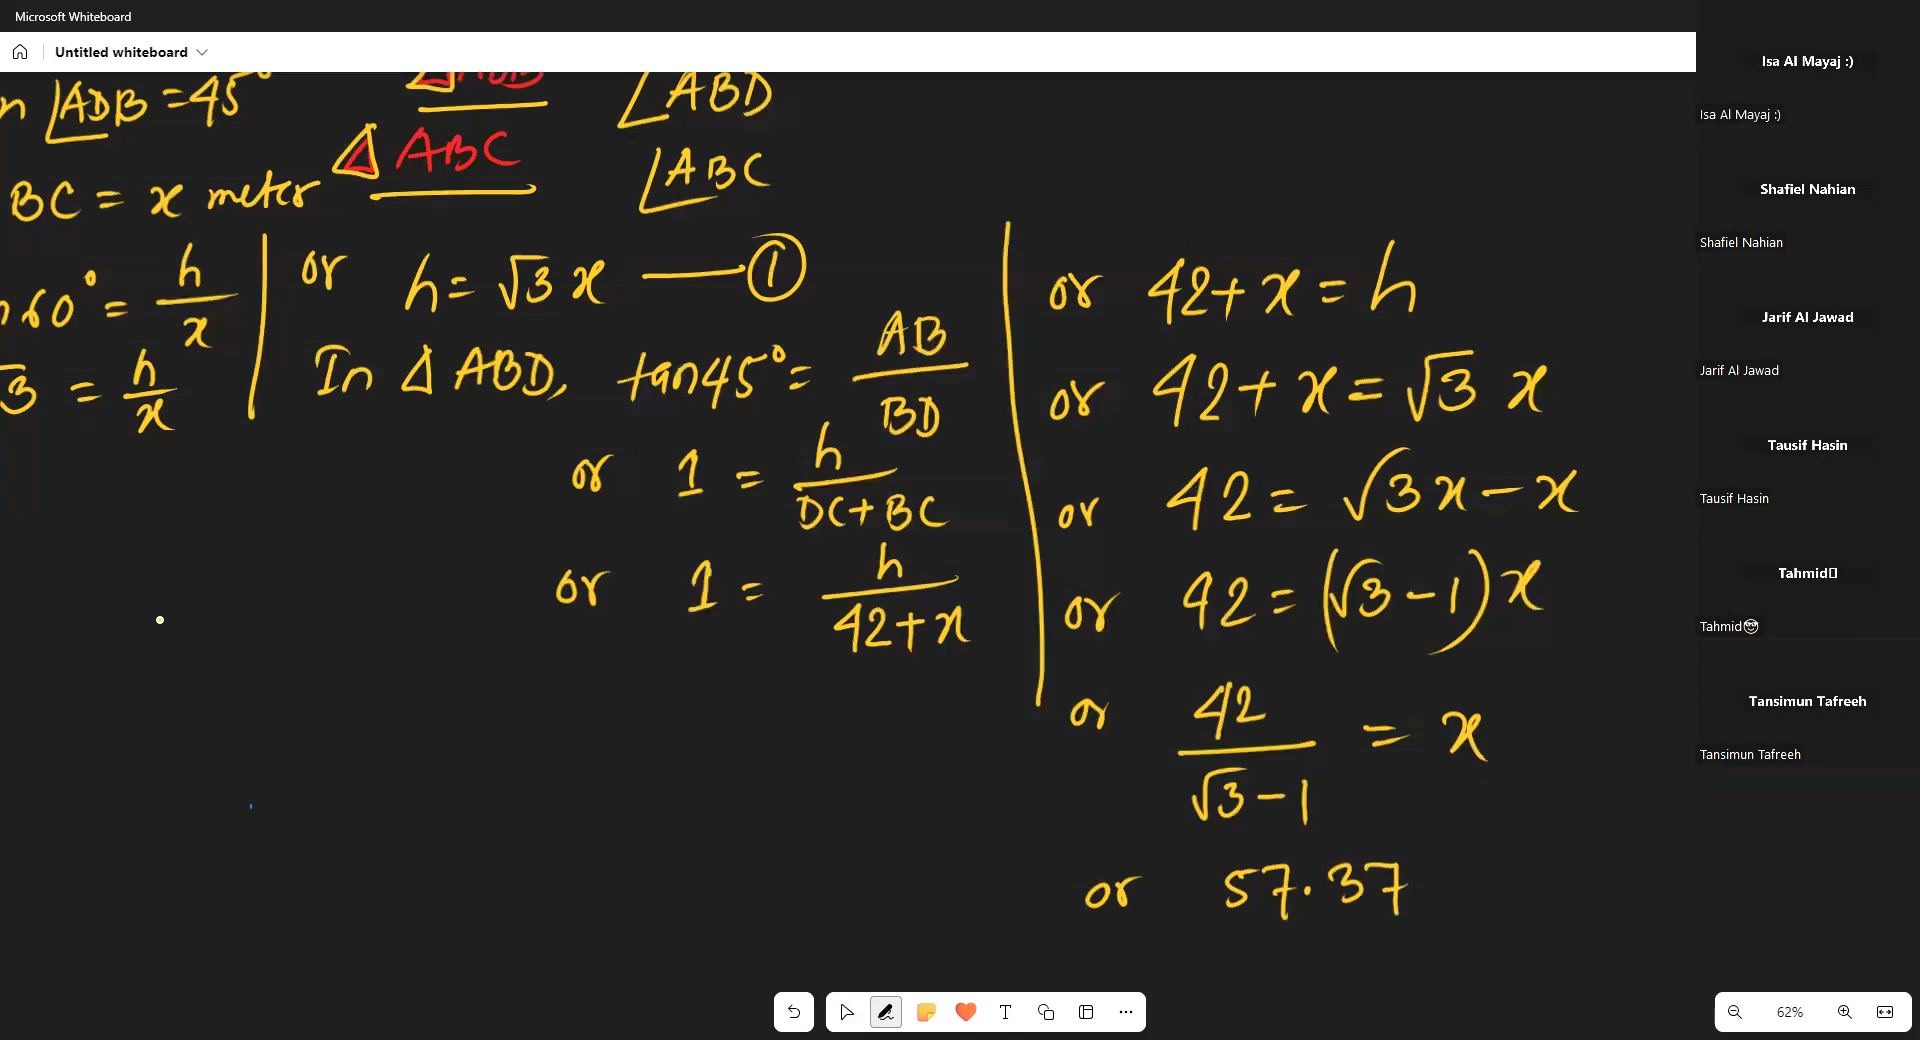 Microsoft Whiteboard
Untitled whiteboard
n ∠ADB = 45°
∠ABD
△ ABC
∠ABC
BC = x meter
60° = h/x
3 = h/x
or h = √3 x —— ①
In △ ABD, tan45° = AB/BD
or 1 = h/(DC + BC)
or 1 = h/(42 + x)
or 42 + x = h
or 42 + x = √3 x
or 42 = √3x − x
or 42 = (√3 − 1) x
or 42/(√3 − 1) = x
or 57.37
Isa Al Mayaj :)
Isa Al Mayaj :)
Shafiel Nahian
Shafiel Nahian
Jarif Al Jawad
Jarif Al Jawad
Tausif Hasin
Tausif Hasin
Tahmid
Tahmid😎
Tansimun Tafreeh
Tansimun Tafreeh
T
62%